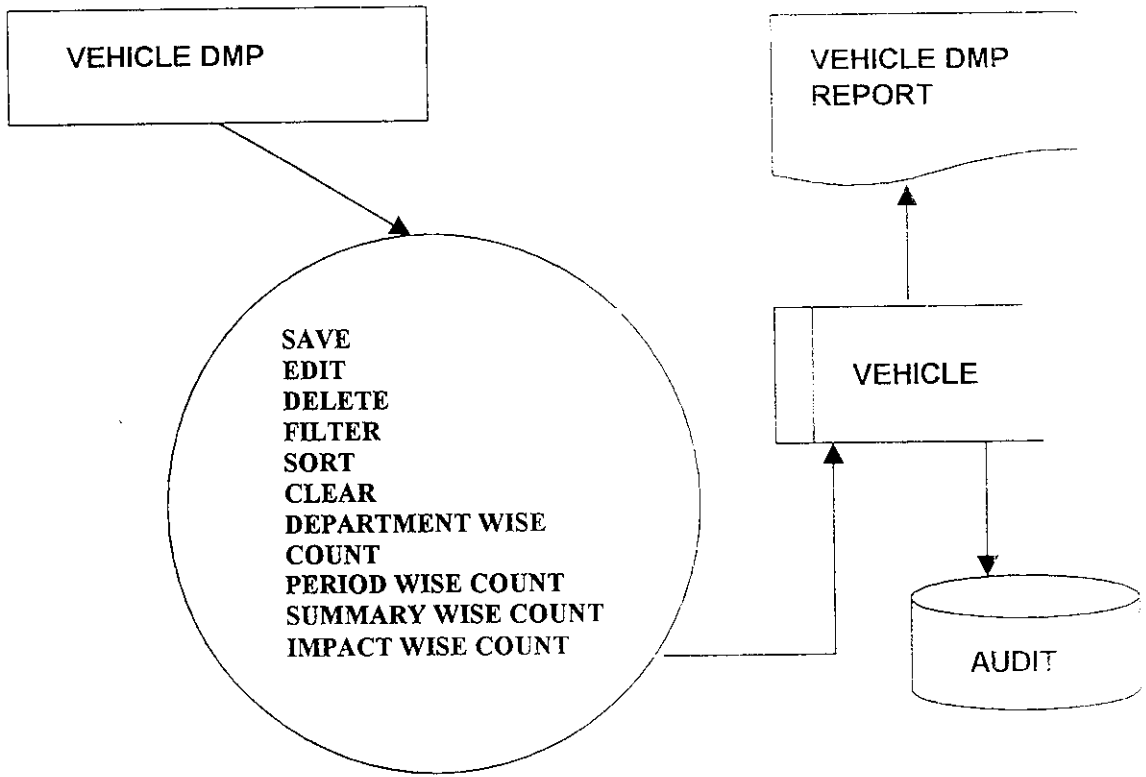 VEHICLE DMP
VEHICLE DMP
REPORT
SAVE
EDIT
DELETE
FILTER
SORT
CLEAR
DEPARTMENT WISE
COUNT
PERIOD WISE COUNT
SUMMARY WISE COUNT
IMPACT WISE COUNT
VEHICLE
AUDIT